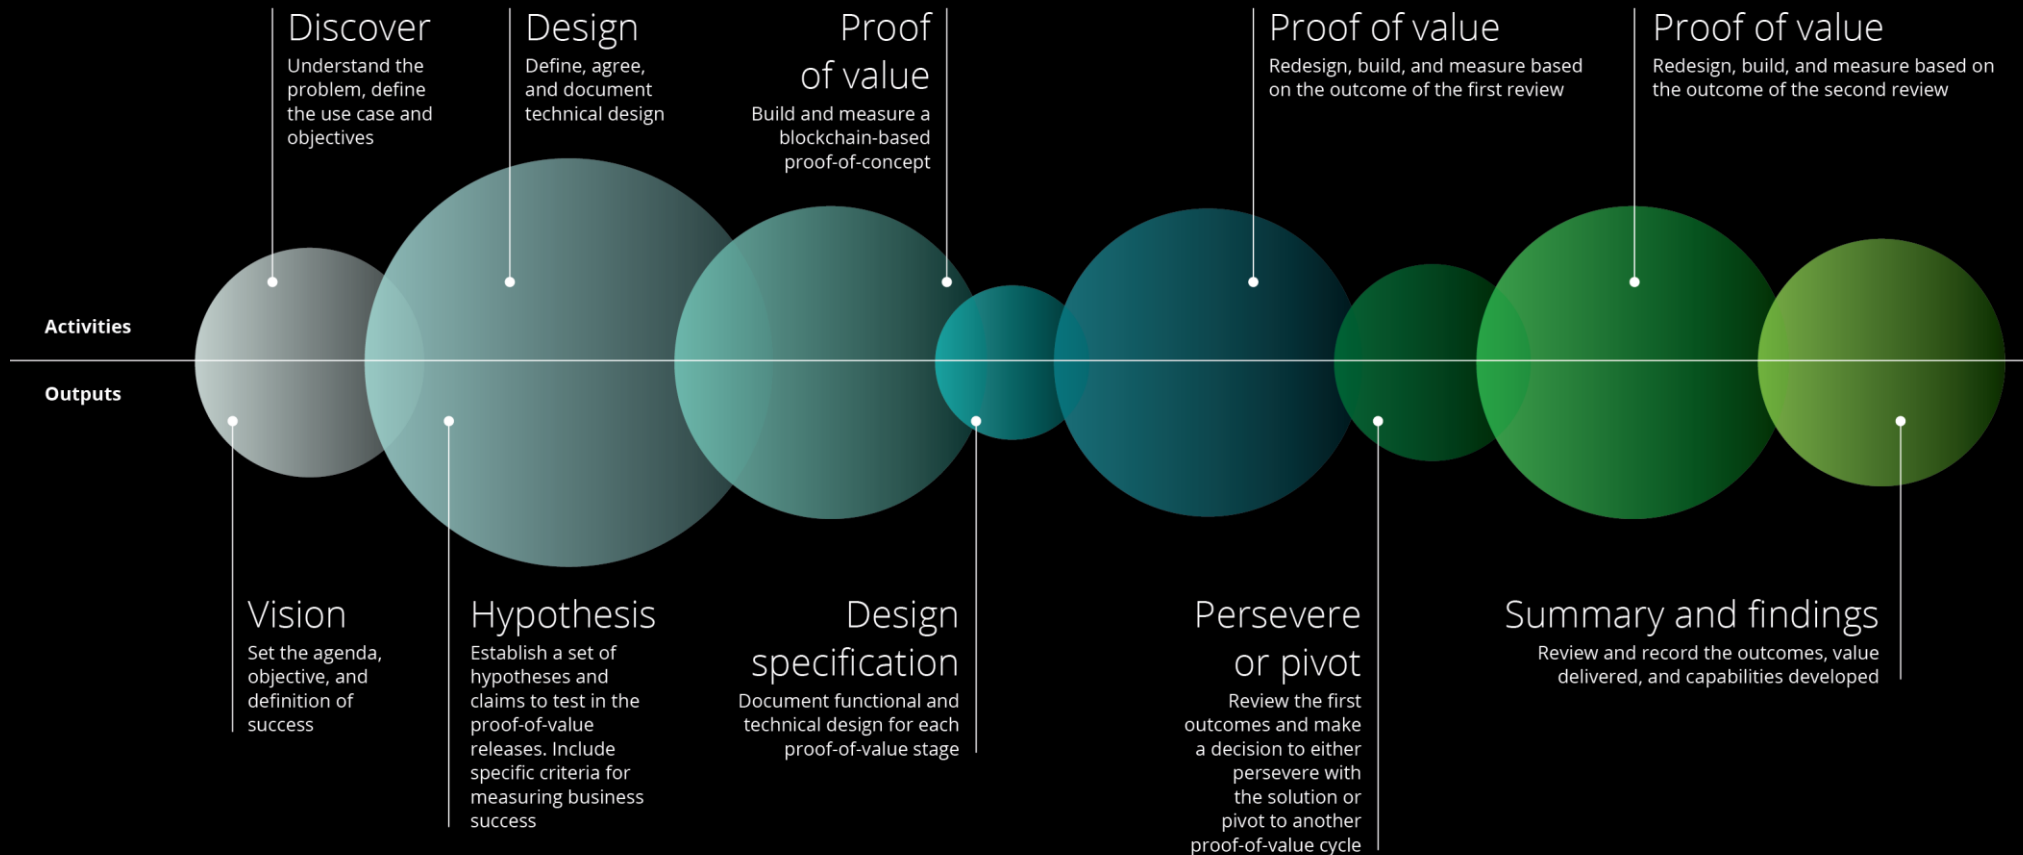 Discover
Understand the
problem, define
the use case and
objectives
Design
Define, agree,
and document
technical design
Proof
of value
Build and measure a
blockchain-based
proof-of-concept
Proof of value
Redesign, build, and measure based
on the outcome of the first review
Proof of value
Redesign, build, and measure based on
the outcome of the second review
Activities
Outputs
Vision
Set the agenda,
objective, and
definition of
success
Hypothesis
Establish a set of
hypotheses and
claims to test in the
proof-of-value
releases. Include
specific criteria for
measuring business
success
Design
specification
Document functional and
technical design for each
proof-of-value stage
Persevere
or pivot
Review the first
outcomes and make
a decision to either
persevere with
the solution or
pivot to another
proof-of-value cycle
Summary and findings
Review and record the outcomes, value
delivered, and capabilities developed